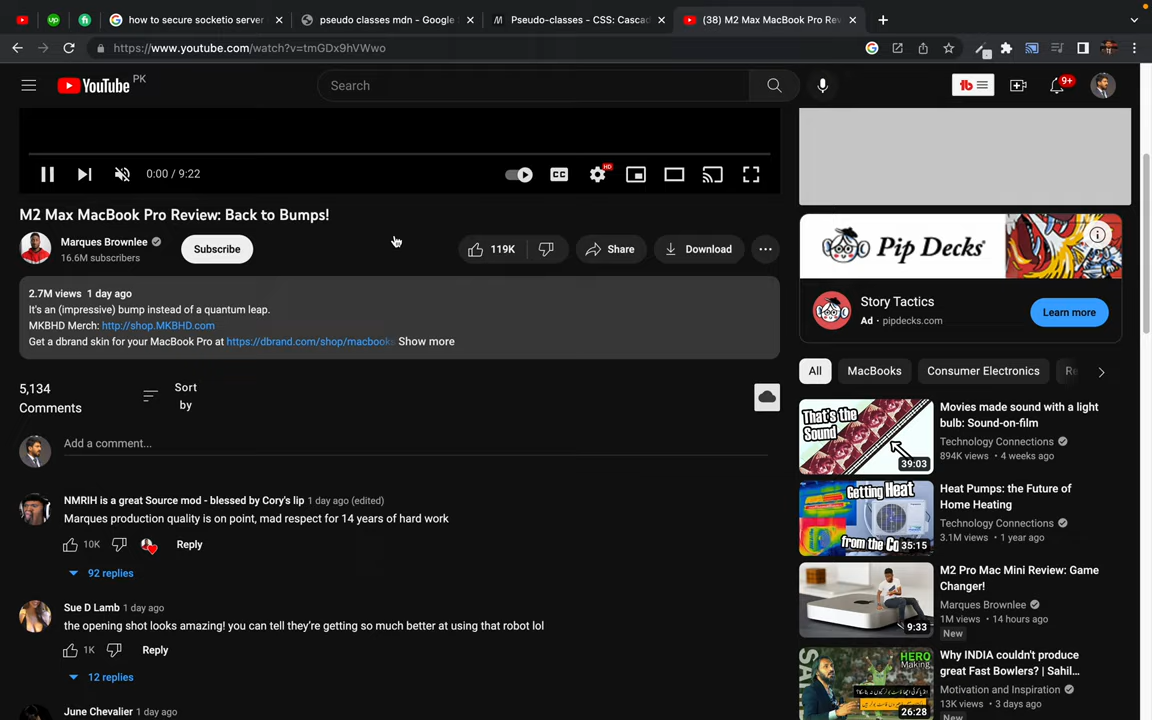 how to secure socketio server
pseudo classes mdn - Google
Pseudo-classes - CSS: Cascad
(38) M2 Max MacBook Pro Rev
https://www.youtube.com/watch?v=tmGDx9hVWwo
YouTube PK
Search
9+
0:00 / 9:22
CC
HD
M2 Max MacBook Pro Review: Back to Bumps!
Marques Brownlee
16.6M subscribers
Subscribe
119K
Share
Download
2.7M views 1 day ago
It's an (impressive) bump instead of a quantum leap.
MKBHD Merch: http://shop.MKBHD.com
Get a dbrand skin for your MacBook Pro at https://dbrand.com/shop/macbooks Show more
5,134
Comments
Sort
by
Add a comment...
NMRIH is a great Source mod - blessed by Cory's lip 1 day ago (edited)
Marques production quality is on point, mad respect for 14 years of hard work
10K
Reply
92 replies
Sue D Lamb 1 day ago
the opening shot looks amazing! you can tell they're getting so much better at using that robot lol
1K
Reply
12 replies
June Chevalier 1 day ago
Pip Decks
Story Tactics
Ad • pipdecks.com
Learn more
All
MacBooks
Consumer Electronics
Re
That's the
Sound
39:03
Movies made sound with a light
bulb: Sound-on-film
Technology Connections
894K views • 4 weeks ago
Getting Heat
from the Co
35:15
Heat Pumps: the Future of
Home Heating
Technology Connections
3.1M views • 1 year ago
9:33
M2 Pro Mac Mini Review: Game
Changer!
Marques Brownlee
1M views • 14 hours ago
New
HERO
Making
26:28
Why INDIA couldn't produce
great Fast Bowlers? | Sahil...
Motivation and Inspiration
13K views • 3 days ago
New